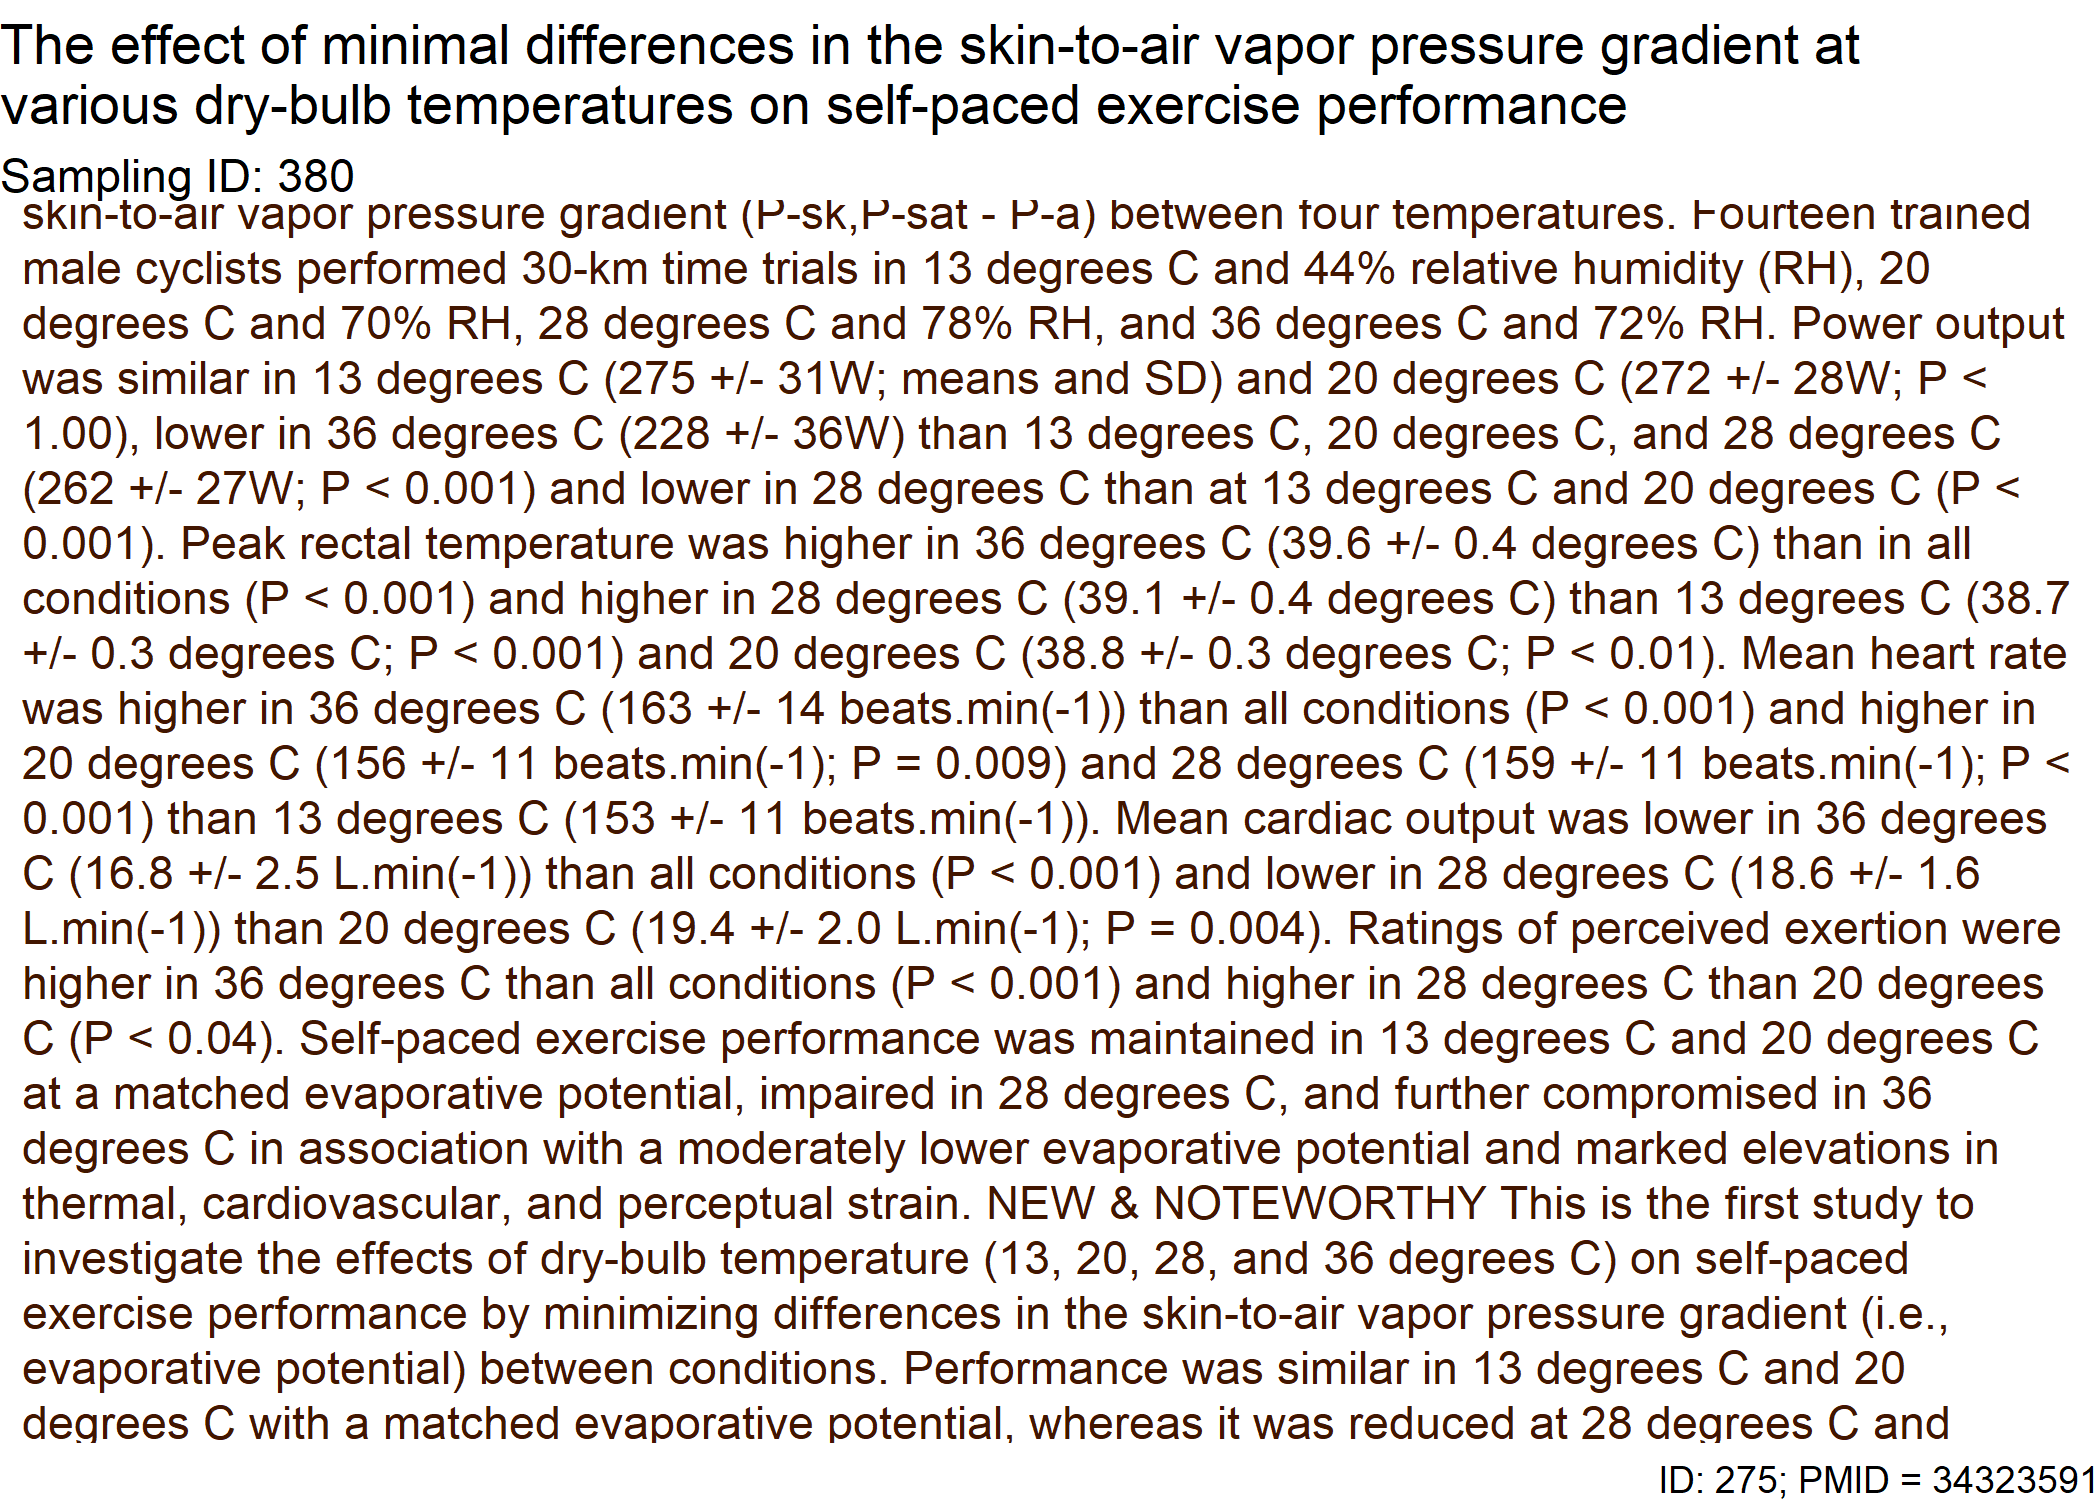 The effect of minimal differences in the skin-to-air vapor pressure gradient at
various dry-bulb temperatures on self-paced exercise performance
Sampling ID: 380
skin-to-air vapor pressure gradient (P-sk,P-sat - P-a) between four temperatures. Fourteen trained
male cyclists performed 30-km time trials in 13 degrees C and 44% relative humidity (RH), 20
degrees C and 70% RH, 28 degrees C and 78% RH, and 36 degrees C and 72% RH. Power output
was similar in 13 degrees C (275 +/- 31W; means and SD) and 20 degrees C (272 +/- 28W; P <
1.00), lower in 36 degrees C (228 +/- 36W) than 13 degrees C, 20 degrees C, and 28 degrees C
(262 +/- 27W; P < 0.001) and lower in 28 degrees C than at 13 degrees C and 20 degrees C (P <
0.001). Peak rectal temperature was higher in 36 degrees C (39.6 +/- 0.4 degrees C) than in all
conditions (P < 0.001) and higher in 28 degrees C (39.1 +/- 0.4 degrees C) than 13 degrees C (38.7
+/- 0.3 degrees C; P < 0.001) and 20 degrees C (38.8 +/- 0.3 degrees C; P < 0.01). Mean heart rate
was higher in 36 degrees C (163 +/- 14 beats.min(-1)) than all conditions (P < 0.001) and higher in
20 degrees C (156 +/- 11 beats.min(-1); P = 0.009) and 28 degrees C (159 +/- 11 beats.min(-1); P <
0.001) than 13 degrees C (153 +/- 11 beats.min(-1)). Mean cardiac output was lower in 36 degrees
C (16.8 +/- 2.5 L.min(-1)) than all conditions (P < 0.001) and lower in 28 degrees C (18.6 +/- 1.6
L.min(-1)) than 20 degrees C (19.4 +/- 2.0 L.min(-1); P = 0.004). Ratings of perceived exertion were
higher in 36 degrees C than all conditions (P < 0.001) and higher in 28 degrees C than 20 degrees
C (P < 0.04). Self-paced exercise performance was maintained in 13 degrees C and 20 degrees C
at a matched evaporative potential, impaired in 28 degrees C, and further compromised in 36
degrees C in association with a moderately lower evaporative potential and marked elevations in
thermal, cardiovascular, and perceptual strain. NEW & NOTEWORTHY This is the first study to
investigate the effects of dry-bulb temperature (13, 20, 28, and 36 degrees C) on self-paced
exercise performance by minimizing differences in the skin-to-air vapor pressure gradient (i.e.,
evaporative potential) between conditions. Performance was similar in 13 degrees C and 20
degrees C with a matched evaporative potential, whereas it was reduced at 28 degrees C and
ID: 275; PMID = 34323591